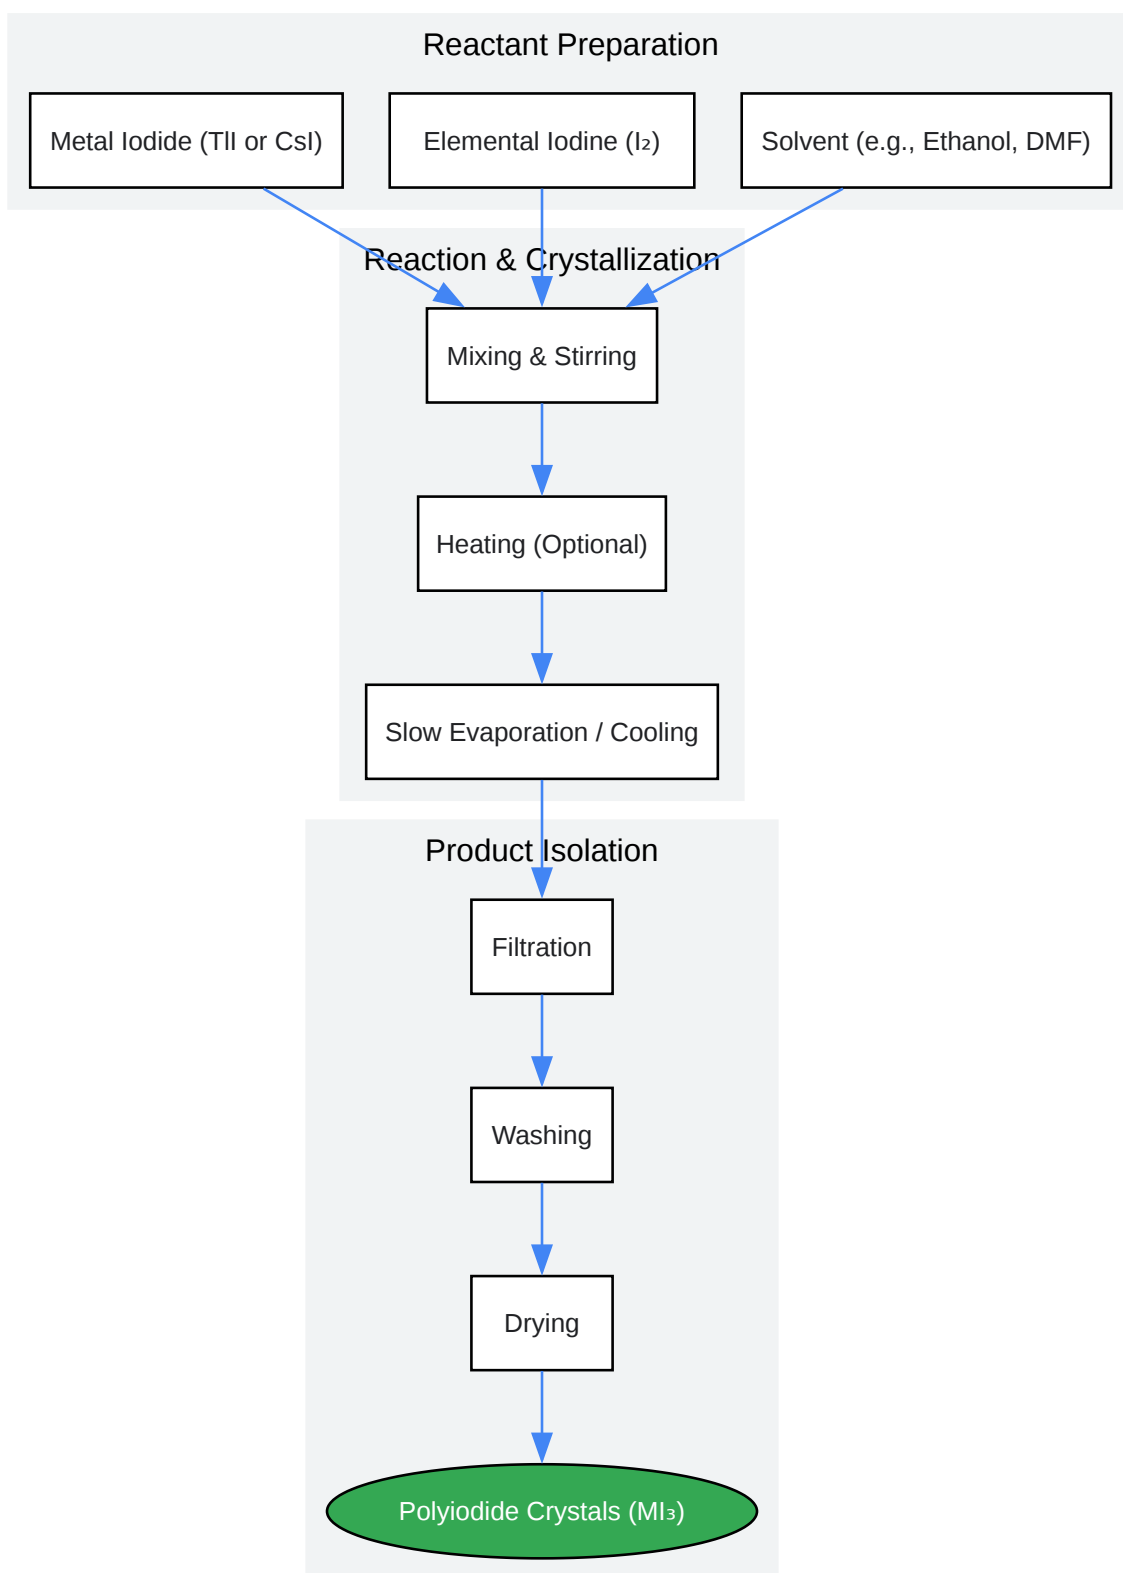 Reactant Preparation
Metal Iodide (TlI or CsI)
Elemental Iodine (I₂)
Solvent (e.g., Ethanol, DMF)
Reaction & Crystallization
Mixing & Stirring
Heating (Optional)
Slow Evaporation / Cooling
Product Isolation
Filtration
Washing
Drying
Polyiodide Crystals (MI₃)